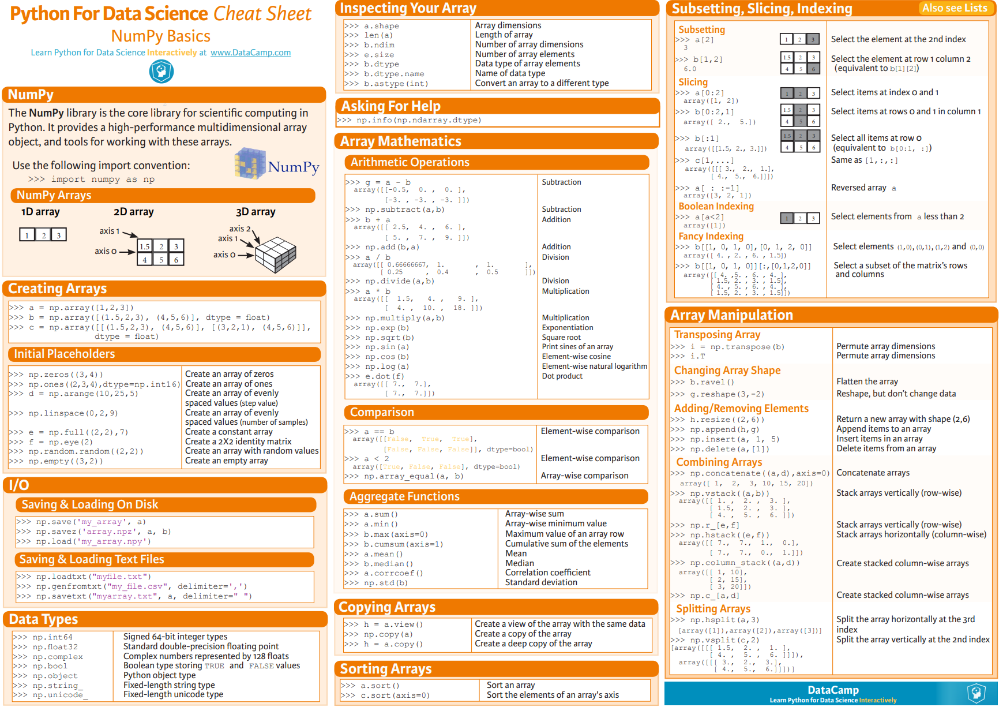 Python For Data Science Cheat Sheet
NumPy Basics
Learn Python for Data Science Interactively at www.DataCamp.com
NumPy
The NumPy library is the core library for scientific computing in
Python. It provides a high-performance multidimensional array
object, and tools for working with these arrays.
Use the following import convention:
>>> import numpy as np
NumPy
NumPy Arrays
1D array
2D array
3D array
1 2 3
axis 1
axis 0
1.5 2 3
4 5 6
axis 2
axis 1
axis 0
Creating Arrays
>>> a = np.array([1,2,3])
>>> b = np.array([(1.5,2,3), (4,5,6)], dtype = float)
>>> c = np.array([[(1.5,2,3), (4,5,6)], [(3,2,1), (4,5,6)]],
dtype = float)
Initial Placeholders
>>> np.zeros((3,4)) Create an array of zeros
>>> np.ones((2,3,4),dtype=np.int16) Create an array of ones
>>> d = np.arange(10,25,5) Create an array of evenly
spaced values (step value)
>>> np.linspace(0,2,9) Create an array of evenly
spaced values (number of samples)
>>> e = np.full((2,2),7) Create a constant array
>>> f = np.eye(2) Create a 2X2 identity matrix
>>> np.random.random((2,2)) Create an array with random values
>>> np.empty((3,2)) Create an empty array
I/O
Saving & Loading On Disk
>>> np.save('my_array', a)
>>> np.savez('array.npz', a, b)
>>> np.load('my_array.npy')
Saving & Loading Text Files
>>> np.loadtxt("myfile.txt")
>>> np.genfromtxt("my_file.csv", delimiter=',')
>>> np.savetxt("myarray.txt", a, delimiter=" ")
Data Types
>>> np.int64 Signed 64-bit integer types
>>> np.float32 Standard double-precision floating point
>>> np.complex Complex numbers represented by 128 floats
>>> np.bool Boolean type storing TRUE and FALSE values
>>> np.object Python object type
>>> np.string_ Fixed-length string type
>>> np.unicode_ Fixed-length unicode type
Inspecting Your Array
>>> a.shape Array dimensions
>>> len(a) Length of array
>>> b.ndim Number of array dimensions
>>> e.size Number of array elements
>>> b.dtype Data type of array elements
>>> b.dtype.name Name of data type
>>> b.astype(int) Convert an array to a different type
Asking For Help
>>> np.info(np.ndarray.dtype)
Array Mathematics
Arithmetic Operations
>>> g = a - b Subtraction
array([[-0.5, 0. , 0. ],
[-3. , -3. , -3. ]])
>>> np.subtract(a,b) Subtraction
>>> b + a Addition
array([[ 2.5, 4. , 6. ],
[ 5. , 7. , 9. ]])
>>> np.add(b,a) Addition
>>> a / b Division
array([[ 0.66666667, 1. , 1. ],
[ 0.25 , 0.4 , 0.5 ]])
>>> np.divide(a,b) Division
>>> a * b Multiplication
array([[ 1.5, 4. , 9. ],
[ 4. , 10. , 18. ]])
>>> np.multiply(a,b) Multiplication
>>> np.exp(b) Exponentiation
>>> np.sqrt(b) Square root
>>> np.sin(a) Print sines of an array
>>> np.cos(b) Element-wise cosine
>>> np.log(a) Element-wise natural logarithm
>>> e.dot(f) Dot product
array([[ 7., 7.],
[ 7., 7.]])
Comparison
>>> a == b Element-wise comparison
array([[False, True, True],
[False, False, False]], dtype=bool)
>>> a < 2 Element-wise comparison
array([True, False, False], dtype=bool)
>>> np.array_equal(a, b) Array-wise comparison
Aggregate Functions
>>> a.sum() Array-wise sum
>>> a.min() Array-wise minimum value
>>> b.max(axis=0) Maximum value of an array row
>>> b.cumsum(axis=1) Cumulative sum of the elements
>>> a.mean() Mean
>>> b.median() Median
>>> a.corrcoef() Correlation coefficient
>>> np.std(b) Standard deviation
Copying Arrays
>>> h = a.view() Create a view of the array with the same data
>>> np.copy(a) Create a copy of the array
>>> h = a.copy() Create a deep copy of the array
Sorting Arrays
>>> a.sort() Sort an array
>>> c.sort(axis=0) Sort the elements of an array's axis
Subsetting, Slicing, Indexing Also see Lists
Subsetting
>>> a[2] 1 2 3 Select the element at the 2nd index
3
>>> b[1,2] 1.5 2 3 Select the element at row 1 column 2
6.0 4 5 6 (equivalent to b[1][2])
Slicing
>>> a[0:2] 1 2 3 Select items at index 0 and 1
array([1, 2])
>>> b[0:2,1] 1.5 2 3 Select items at rows 0 and 1 in column 1
array([ 2., 5.]) 4 5 6
>>> b[:1] 1.5 2 3 Select all items at row 0
array([[1.5, 2., 3.]]) 4 5 6 (equivalent to b[0:1, :])
>>> c[1,...] Same as [1,:,:]
array([[[ 3., 2., 1.],
[ 4., 5., 6.]]])
>>> a[ : :-1] Reversed array a
array([3, 2, 1])
Boolean Indexing
>>> a[a<2] 1 2 3 Select elements from a less than 2
array([1])
Fancy Indexing
>>> b[[1, 0, 1, 0],[0, 1, 2, 0]] Select elements (1,0),(0,1),(1,2) and (0,0)
array([ 4. , 2. , 6. , 1.5])
>>> b[[1, 0, 1, 0]][:,[0,1,2,0]] Select a subset of the matrix's rows
and columns
array([[ 4. ,5. , 6. , 4. ],
[ 1.5, 2. , 3. , 1.5],
[ 4. , 5. , 6. , 4. ],
[ 1.5, 2. , 3. , 1.5]])
Array Manipulation
Transposing Array
>>> i = np.transpose(b) Permute array dimensions
>>> i.T Permute array dimensions
Changing Array Shape
>>> b.ravel() Flatten the array
>>> g.reshape(3,-2) Reshape, but don't change data
Adding/Removing Elements
>>> h.resize((2,6)) Return a new array with shape (2,6)
>>> np.append(h,g) Append items to an array
>>> np.insert(a, 1, 5) Insert items in an array
>>> np.delete(a,[1]) Delete items from an array
Combining Arrays
>>> np.concatenate((a,d),axis=0) Concatenate arrays
array([ 1, 2, 3, 10, 15, 20])
>>> np.vstack((a,b)) Stack arrays vertically (row-wise)
array([[ 1. , 2. , 3. ],
[ 1.5, 2. , 3. ],
[ 4. , 5. , 6. ]])
>>> np.r_[e,f] Stack arrays vertically (row-wise)
>>> np.hstack((e,f)) Stack arrays horizontally (column-wise)
array([[ 7., 7., 1., 0.],
[ 7., 7., 0., 1.]])
>>> np.column_stack((a,d)) Create stacked column-wise arrays
array([[ 1, 10],
[ 2, 15],
[ 3, 20]])
>>> np.c_[a,d] Create stacked column-wise arrays
Splitting Arrays
>>> np.hsplit(a,3) Split the array horizontally at the 3rd
index
[array([1]),array([2]),array([3])]
>>> np.vsplit(c,2) Split the array vertically at the 2nd index
[array([[[ 1.5, 2. , 1. ],
[ 4. , 5. , 6. ]]]),
array([[[ 3., 2., 3.],
[ 4., 5., 6.]]])]
DataCamp
Learn Python for Data Science Interactively